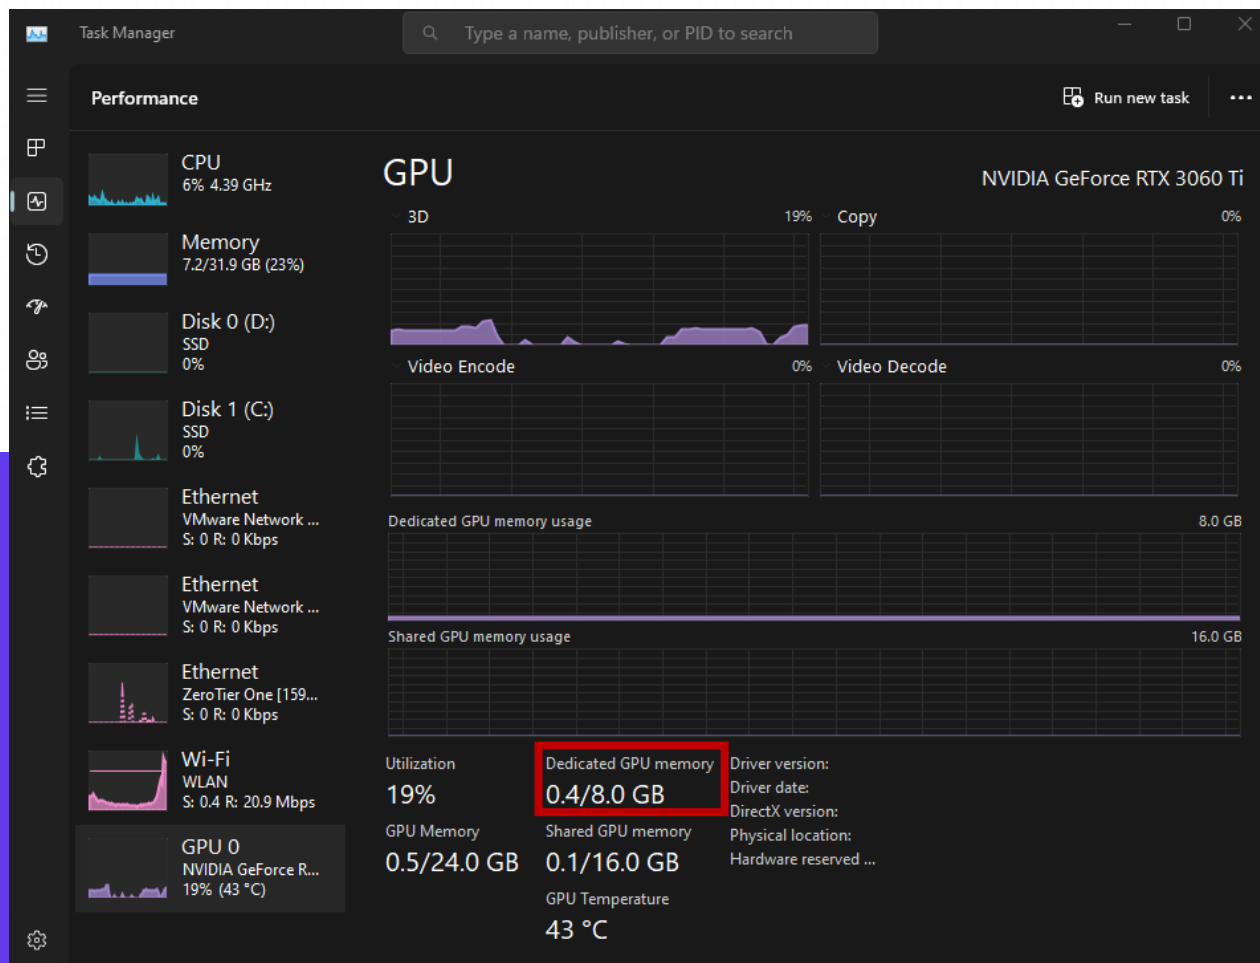 Task Manager
Type a name, publisher, or PID to search
Performance
Run new task
CPU
6% 4.39 GHz
Memory
7.2/31.9 GB (23%)
Disk 0 (D:)
SSD
0%
Disk 1 (C:)
SSD
0%
Ethernet
VMware Network ...
S: 0 R: 0 Kbps
Ethernet
VMware Network ...
S: 0 R: 0 Kbps
Ethernet
ZeroTier One [159...
S: 0 R: 0 Kbps
Wi-Fi
WLAN
S: 0.4 R: 20.9 Mbps
GPU 0
NVIDIA GeForce R...
19% (43 °C)
GPU
NVIDIA GeForce RTX 3060 Ti
3D 19%
Copy 0%
Video Encode 0%
Video Decode 0%
Dedicated GPU memory usage 8.0 GB
Shared GPU memory usage 16.0 GB
Utilization
19%
Dedicated GPU memory
0.4/8.0 GB
GPU Memory
0.5/24.0 GB
Shared GPU memory
0.1/16.0 GB
GPU Temperature
43 °C
Driver version:
Driver date:
DirectX version:
Physical location:
Hardware reserved ...